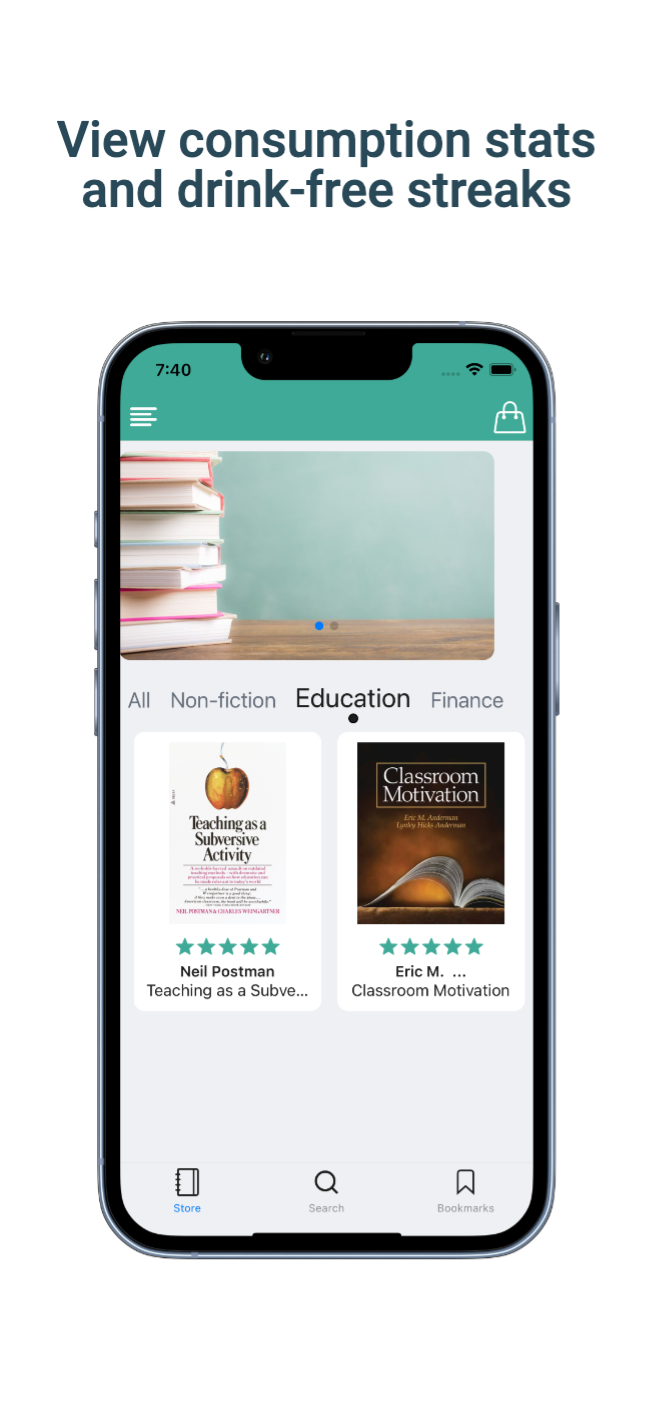 View consumption stats
and drink-free streaks
7:40
All Non-fiction Education Finance
Teaching as a
Subversive
Activity
NEIL POSTMAN & CHARLES WEINGARTNER
Classroom
Motivation
Eric M. Anderman
Lynley Hicks Anderman
Neil Postman
Teaching as a Subve...
Eric M. ...
Classroom Motivation
Store Search Bookmarks